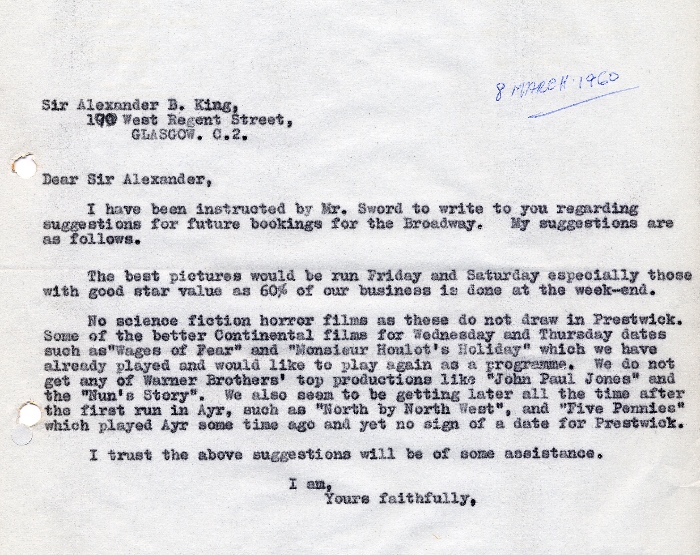 8 MARCH 1960
Sir Alexander B. King,
West Regent Street,
GLASGOW. C.2.
Dear Sir Alexander,
I have been instructed by Mr. Sword to write to you regarding
suggestions for future bookings for the Broadway. My suggestions are
as follows.
The best pictures would be run Friday and Saturday especially those
with good star value as 60% of our business is done at the week-end.
No science fiction horror films as these do not draw in Prestwick.
Some of the better Continental films for Wednesday and Thursday dates
such as"Wages of Fear" and "Monsieur Houlot's Holiday" which we have
already played and would like to play again as a programme. We do not
get any of Warner Brothers' top productions like "John Paul Jones" and
the "Nun's Story". We also seem to be getting later all the time after
the first run in Ayr, such as "North by North West", and "Five Pennies"
which played Ayr some time ago and yet no sign of a date for Prestwick.
I trust the above suggestions will be of some assistance.
I am,
Yours faithfully,